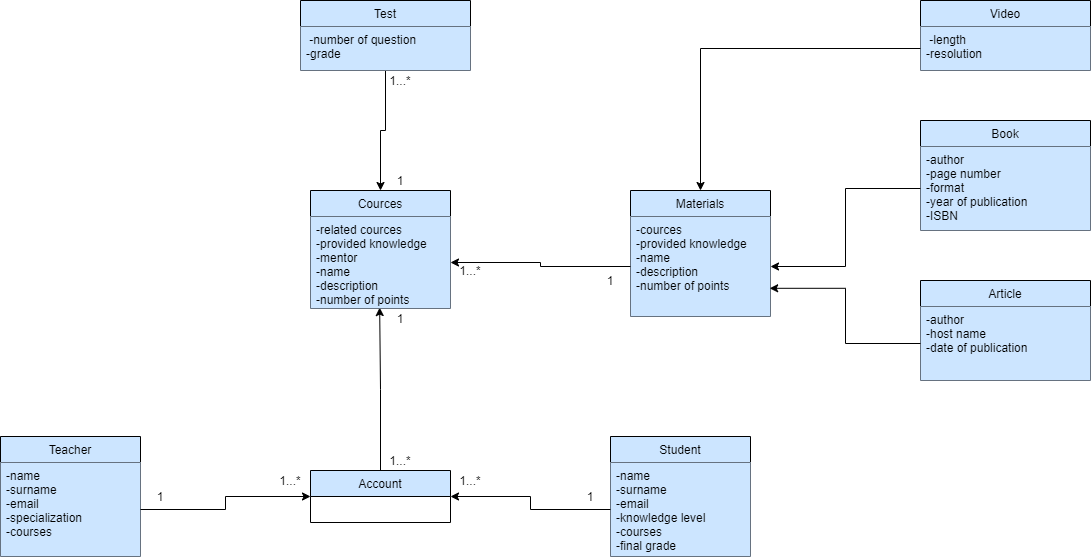 Test
-number of question
-grade
1...*
1
Video
-length
-resolution
Book
-author
-page number
-format
-year of publication
-ISBN
Cources
-related cources
-provided knowledge
-mentor
-name
-description
-number of points
1...*
1
Materials
-cources
-provided knowledge
-name
-description
-number of points
Article
-author
-host name
-date of publication
1
1...*
Teacher
-name
-surname
-email
-specialization
-courses
1
1...*
Account
1...*
1
Student
-name
-surname
-email
-knowledge level
-courses
-final grade